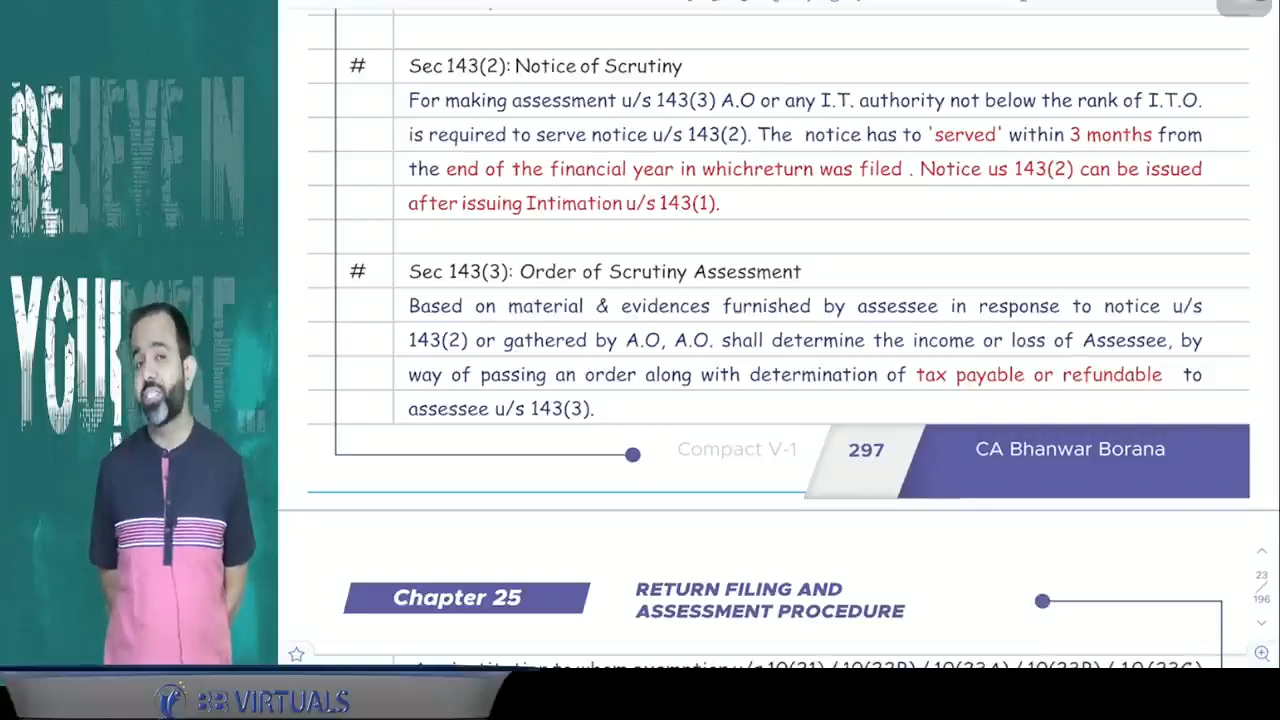 BELIEVE IN
YOURSELF...
# Sec 143(2): Notice of Scrutiny
For making assessment u/s 143(3) A.O or any I.T. authority not below the rank of I.T.O.
is required to serve notice u/s 143(2). The notice has to 'served' within 3 months from
the end of the financial year in whichreturn was filed . Notice us 143(2) can be issued
after issuing Intimation u/s 143(1).
# Sec 143(3): Order of Scrutiny Assessment
Based on material & evidences furnished by assessee in response to notice u/s
143(2) or gathered by A.O, A.O. shall determine the income or loss of Assessee, by
way of passing an order along with determination of tax payable or refundable to
assessee u/s 143(3).
Compact V-1 297 CA Bhanwar Borana
Chapter 25
RETURN FILING AND
ASSESSMENT PROCEDURE
23
196
BB VIRTUALS